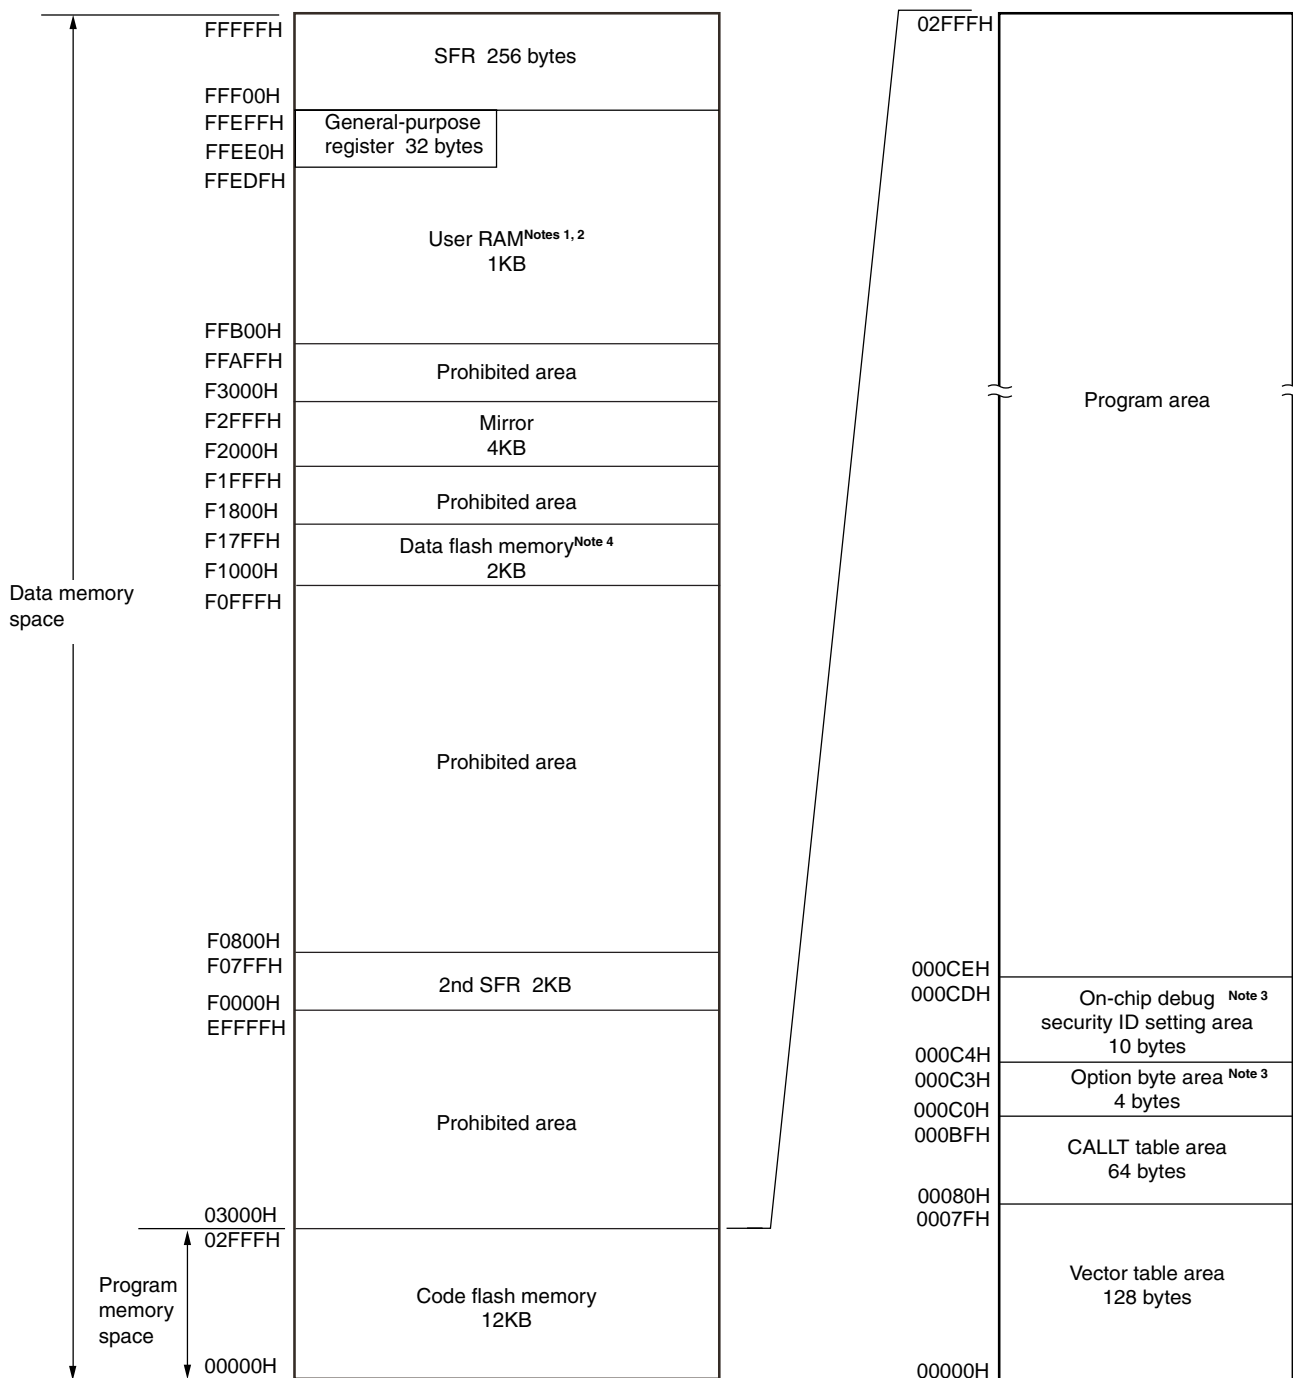 Data memory
space
Program
memory
space
FFFFFH
SFR 256 bytes
FFF00H
FFEFFH
General-purpose
register 32 bytes
FFEE0H
FFEDFH
User RAM Notes 1, 2
1KB
FFB00H
FFAFFH
Prohibited area
F3000H
F2FFFH
Mirror
4KB
F2000H
F1FFFH
Prohibited area
F1800H
F17FFH
Data flash memory Note 4
2KB
F1000H
F0FFFH
Prohibited area
F0800H
F07FFH
2nd SFR 2KB
F0000H
EFFFFH
Prohibited area
03000H
02FFFH
Code flash memory
12KB
00000H
02FFFH
Program area
000CEH
000CDH
On-chip debug Note 3
security ID setting area
10 bytes
000C4H
000C3H
Option byte area Note 3
4 bytes
000C0H
000BFH
CALLT table area
64 bytes
00080H
0007FH
Vector table area
128 bytes
00000H